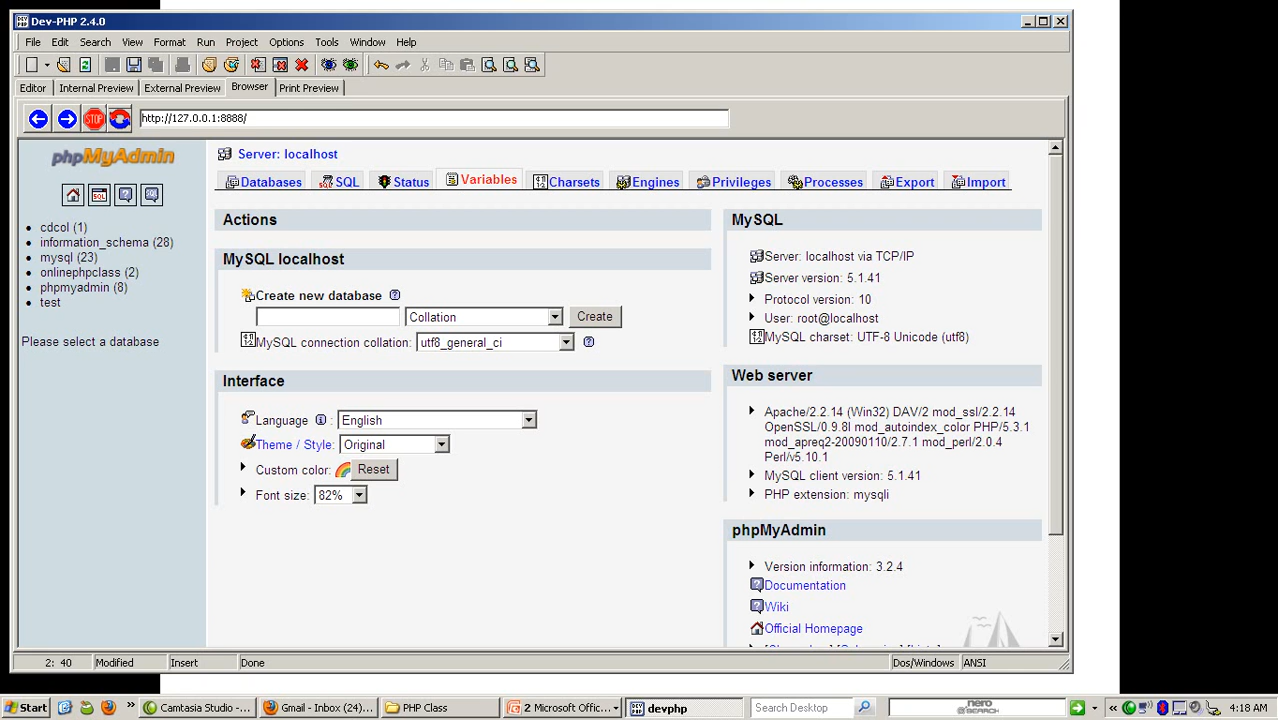 Dev-PHP 2.4.0
File Edit Search View Format Run Project Options Tools Window Help
Editor Internal Preview External Preview Browser Print Preview
STOP http://127.0.0.1:8888/
phpMyAdmin
SQL
cdcol (1)
information_schema (28)
mysql (23)
onlinephpclass (2)
phpmyadmin (8)
test
Please select a database
Server: localhost
Databases SQL Status Variables Charsets Engines Privileges Processes Export Import
Actions
MySQL localhost
Create new database
Collation Create
MySQL connection collation: utf8_general_ci
Interface
Language : English
Theme / Style: Original
Custom color: Reset
Font size: 82%
MySQL
Server: localhost via TCP/IP
Server version: 5.1.41
Protocol version: 10
User: root@localhost
MySQL charset: UTF-8 Unicode (utf8)
Web server
Apache/2.2.14 (Win32) DAV/2 mod_ssl/2.2.14
OpenSSL/0.9.8l mod_autoindex_color PHP/5.3.1
mod_apreq2-20090110/2.7.1 mod_perl/2.0.4
Perl/v5.10.1
MySQL client version: 5.1.41
PHP extension: mysqli
phpMyAdmin
Version information: 3.2.4
Documentation
Wiki
Official Homepage
2: 40 Modified Insert Done Dos/Windows ANSI
Start Camtasia Studio - ... Gmail - Inbox (24)... PHP Class 2 Microsoft Offic... devphp Search Desktop nero SEARCH 4:18 AM